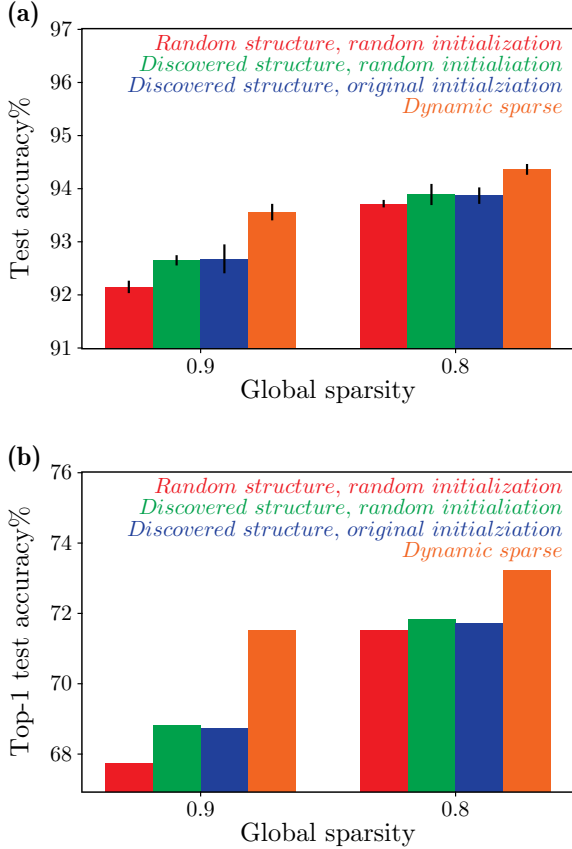 (a)
97
96
95
94
93
92
91
Test accuracy%
Random structure, random initialization
Discovered structure, random initialiation
Discovered structure, original initialziation
Dynamic sparse
0.9
0.8
Global sparsity
(b)
76
74
72
70
68
Top-1 test accuracy%
Random structure, random initialization
Discovered structure, random initialiation
Discovered structure, original initialziation
Dynamic sparse
0.9
0.8
Global sparsity